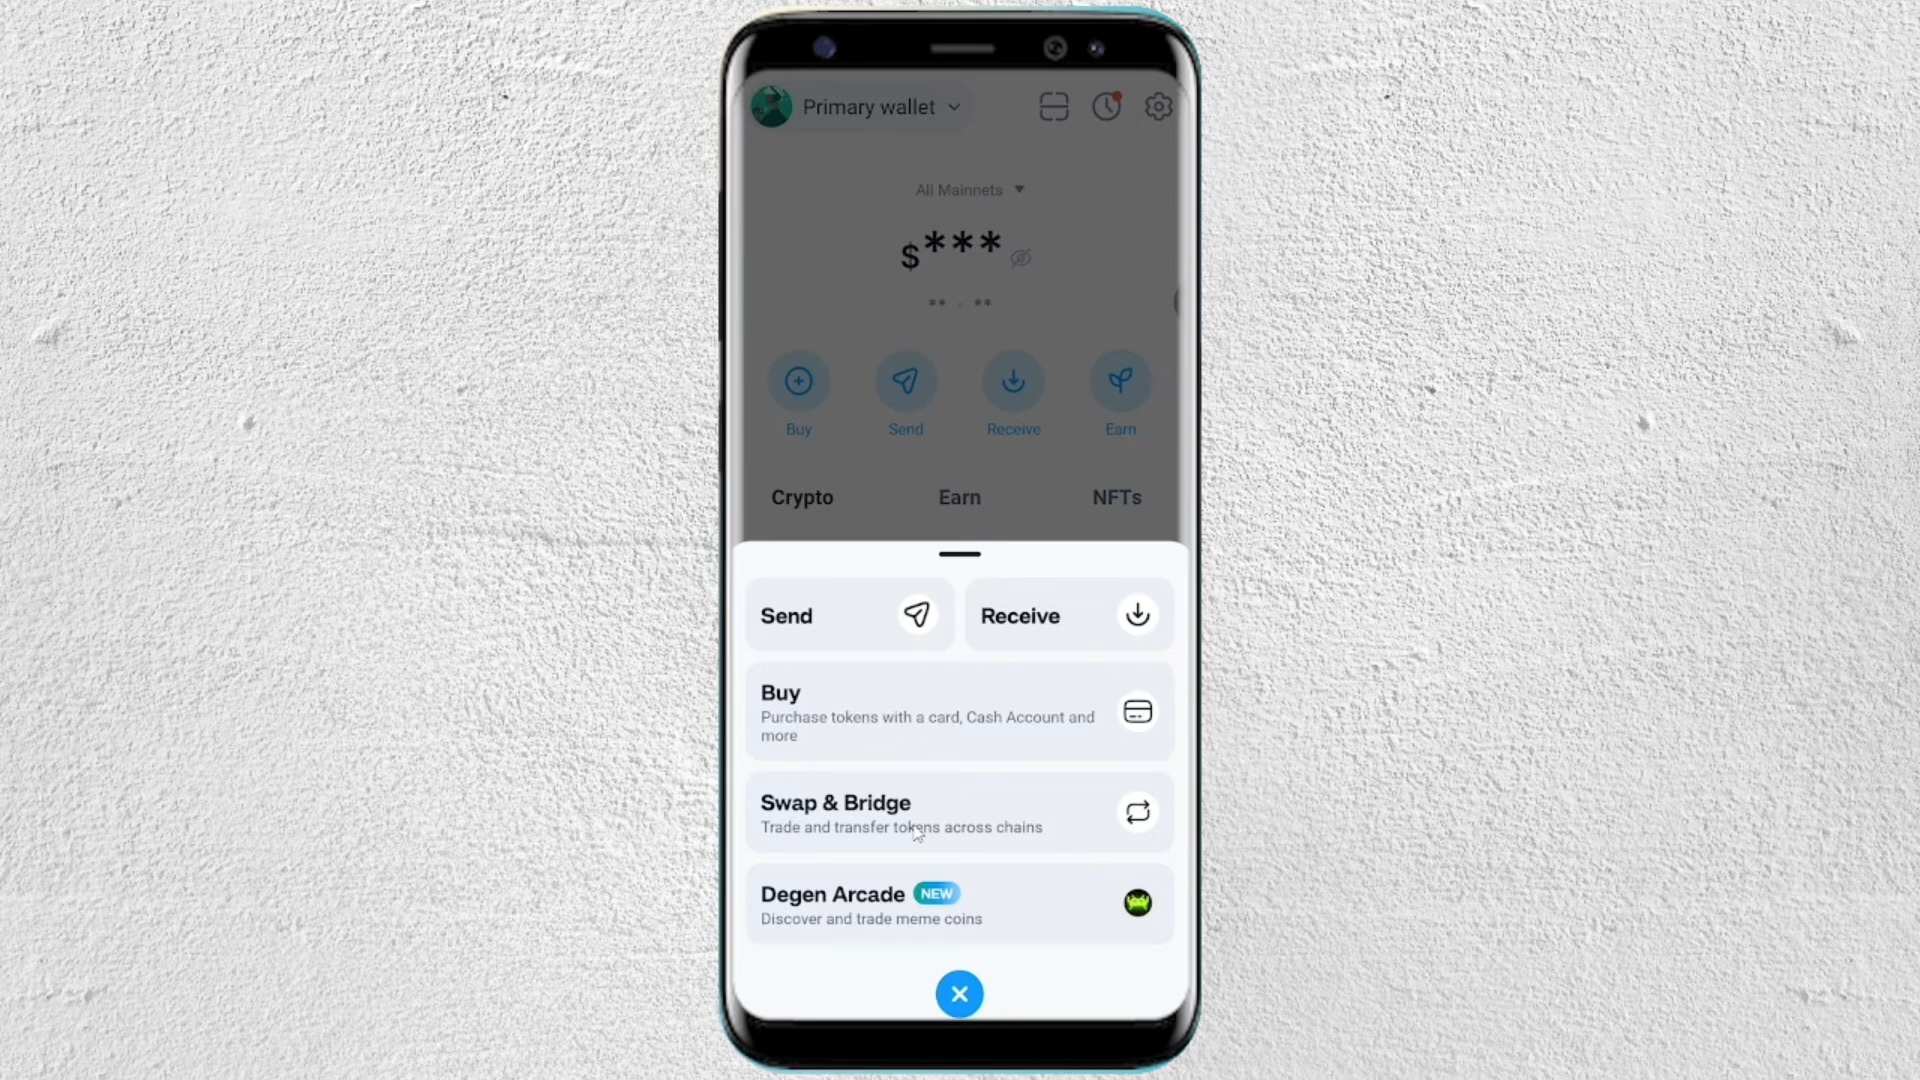 Primary wallet
All Mainnets
$***
** . **
Buy
Send
Receive
Earn
Crypto
Earn
NFTs
Send
Receive
Buy
Purchase tokens with a card, Cash Account and
more
Swap & Bridge
Trade and transfer tokens across chains
Degen Arcade NEW
Discover and trade meme coins